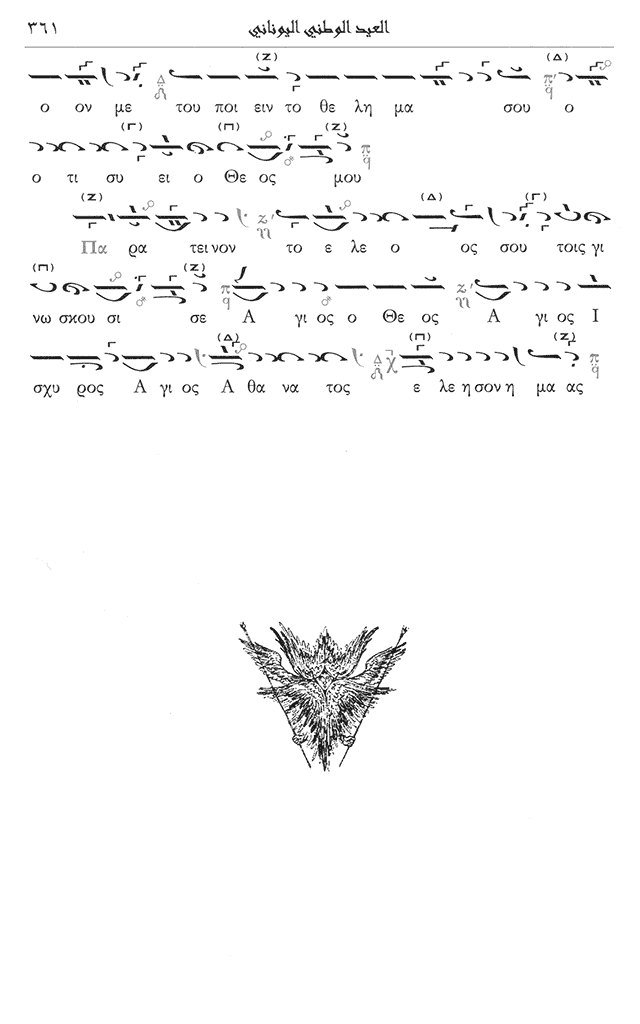 ٣٦١ العيد الوطني اليوناني
ο ον με του ποι ειν το θε λη μα σου ο
ο τι συ ει ο Θε ος μου
Πα ρα τει νον το ε λε ο ος σου τοις γι
νω σκου σι σε Α γι ος ο Θε ος Α γι ος Ι
σχυ ρος Α γι ος Α θα να τος ε λε η σον η μα ας